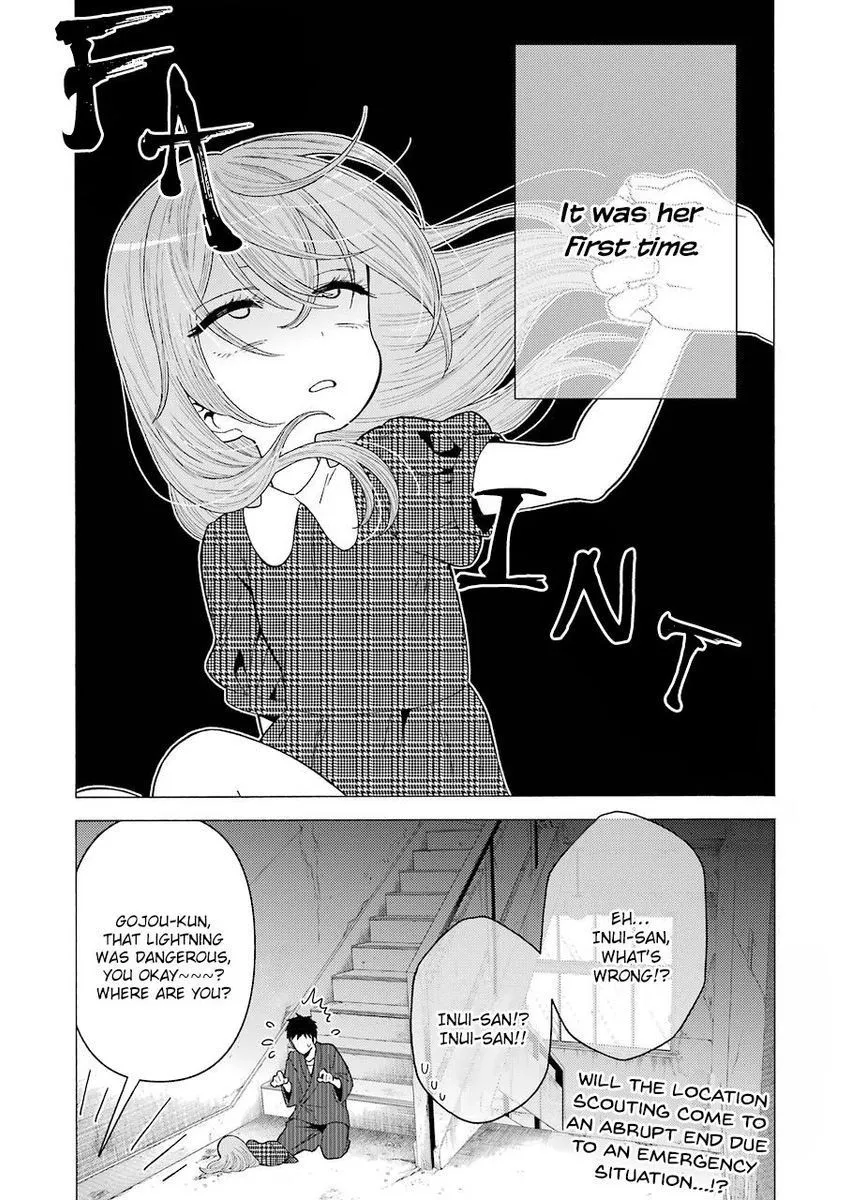 FAINT
It was her
first time.
EH...
INUI-SAN,
WHAT'S
WRONG!?
INUI-SAN!?
INUI-SAN!!
GOJOU-KUN,
THAT LIGHTNING
WAS DANGEROUS,
YOU OKAY~~~?
WHERE ARE YOU?
WILL THE LOCATION
SCOUTING COME TO
AN ABRUPT END DUE
TO AN EMERGENCY
SITUATION...!?